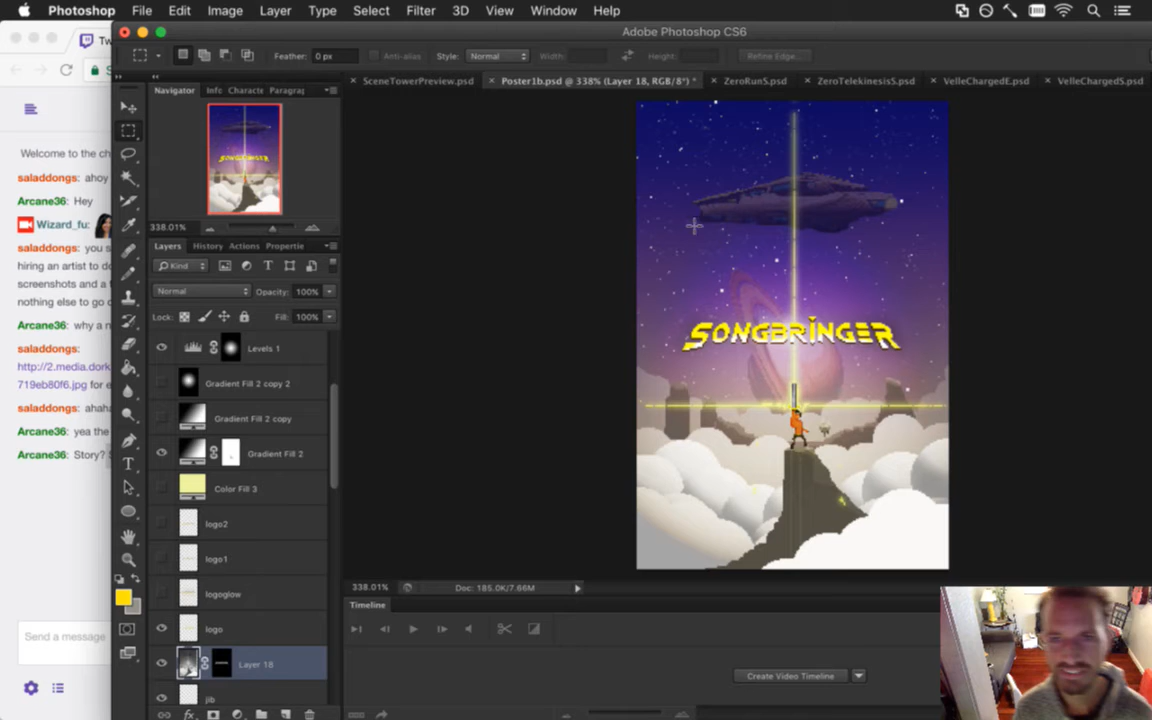 Photoshop File Edit Image Layer Type Select Filter 3D View Window Help
Adobe Photoshop CS6
Feather: 0 px Anti-alias Style: Normal Width: Height: Refine Edge...
SceneTowerPreview.psd Poster1b.psd @ 338% (Layer 18, RGB/8*) * ZeroRunS.psd ZeroTelekinesisS.psd VelleChargedE.psd VelleChargedS.psd
Navigator Info Characte Paragraj
338.01%
Layers History Actions Propertie
Kind
Normal Opacity: 100%
Lock: Fill: 100%
Levels 1
Gradient Fill 2 copy 2
Gradient Fill 2 copy
Gradient Fill 2
Color Fill 3
logo2
logo1
logoglow
logo
Layer 18
jib
SONGBRINGER
338.01% Doc: 185.0K/7.66M
Timeline
Create Video Timeline
Tw
S
Welcome to the ch
saladdongs: ahoy
Arcane36: Hey
Wizard_fu:
saladdongs: you s
hiring an artist to do
screenshots and a f
nothing else to go o
Arcane36: why a n
saladdongs:
http://2.media.dork
719eb80f6.jpg for e
saladdongs: ahaha
Arcane36: yea the
Arcane36: Story? S
Send a message